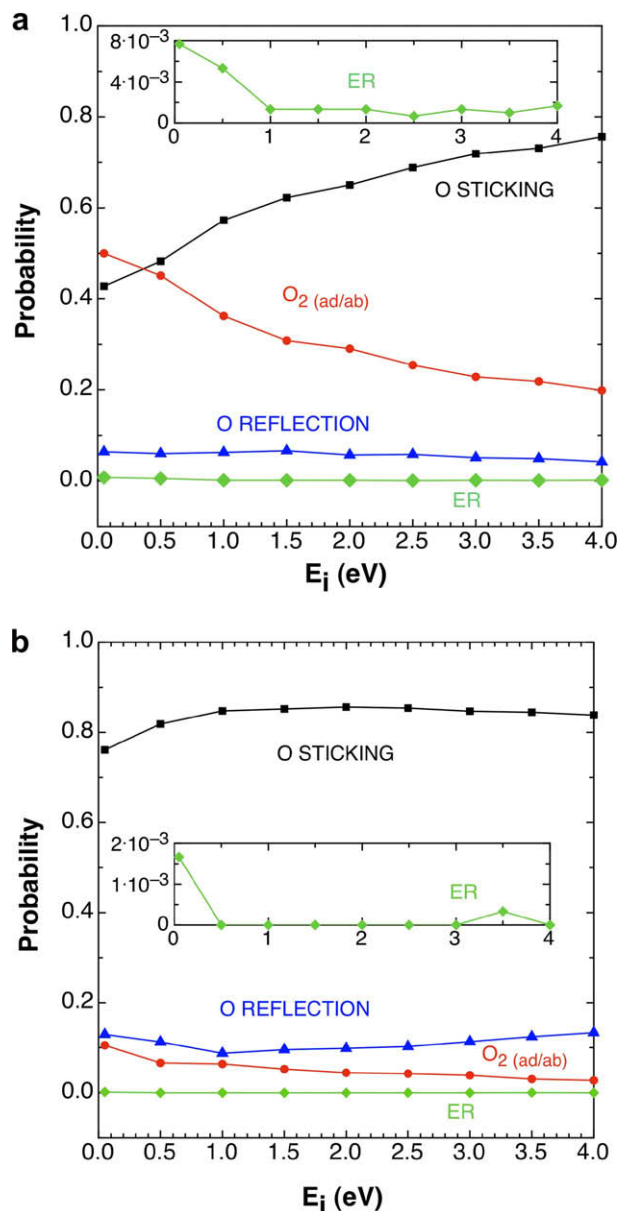 a
8·10⁻³
4·10⁻³
0
0 1 2 3 4
ER
1.0
0.8
0.6
0.4
0.2
0.0
Probability
O STICKING
O₂ (ad/ab)
O REFLECTION
ER
0.0 0.5 1.0 1.5 2.0 2.5 3.0 3.5 4.0
Eᵢ (eV)
b
1.0
0.8
0.6
0.4
0.2
0.0
Probability
O STICKING
2·10⁻³
1·10⁻³
0
0 1 2 3 4
ER
O REFLECTION
O₂ (ad/ab)
ER
0.0 0.5 1.0 1.5 2.0 2.5 3.0 3.5 4.0
Eᵢ (eV)